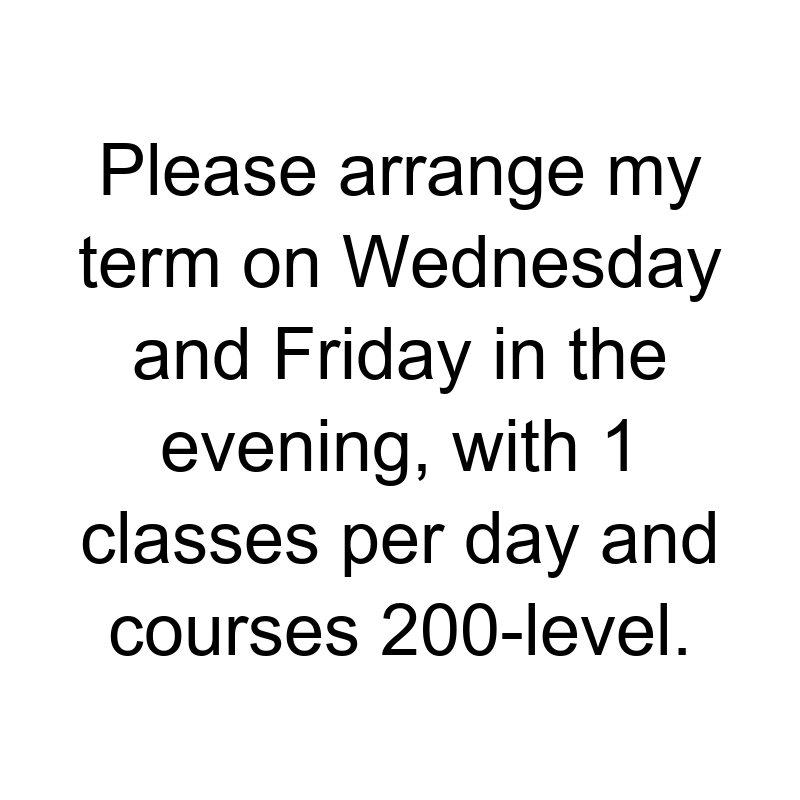 Please arrange my
term on Wednesday
and Friday in the
evening, with 1
classes per day and
courses 200-level.